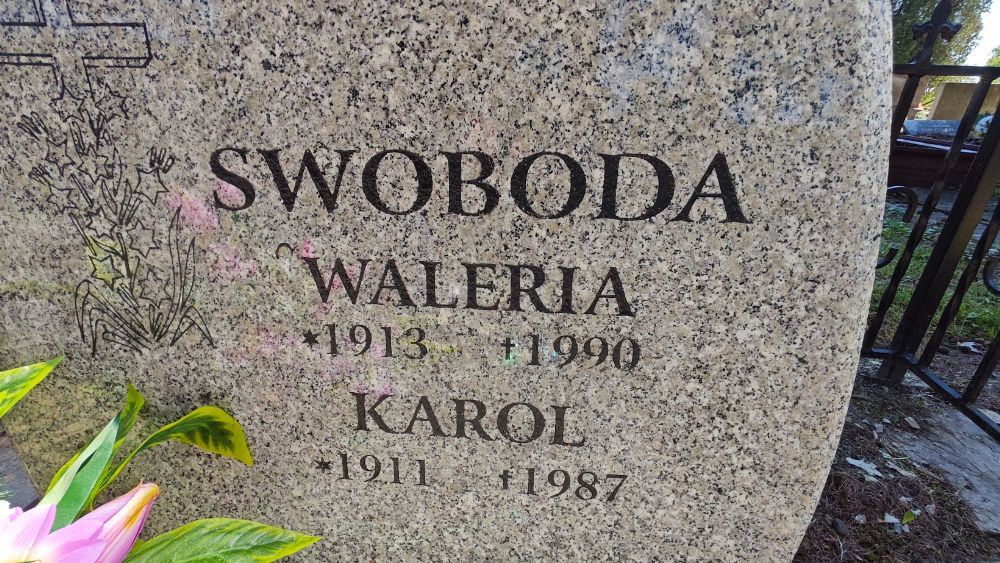 SWOBODA
WALERIA
*1913 †1990
KAROL
*1911 †1987